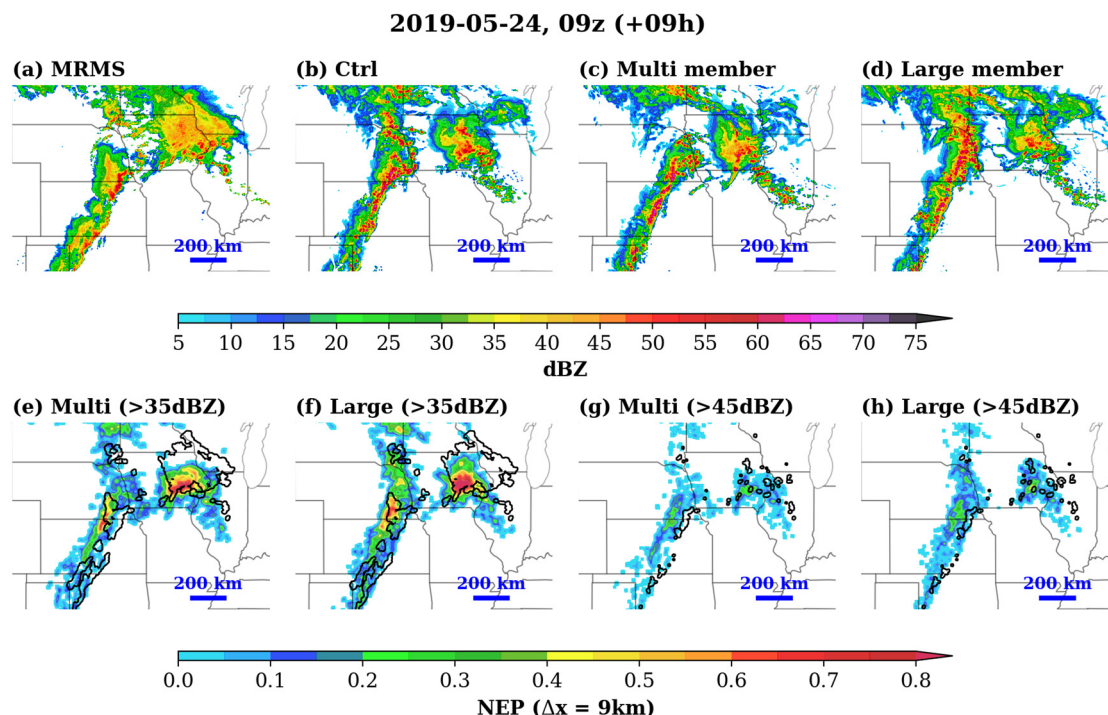 2019-05-24, 09z (+09h)
(a) MRMS
(b) Ctrl
(c) Multi member
(d) Large member
200 km
200 km
200 km
200 km
5 10 15 20 25 30 35 40 45 50 55 60 65 70 75
dBZ
(e) Multi (>35dBZ)
(f) Large (>35dBZ)
(g) Multi (>45dBZ)
(h) Large (>45dBZ)
200 km
200 km
200 km
200 km
0.0 0.1 0.2 0.3 0.4 0.5 0.6 0.7 0.8
NEP (Δx = 9km)